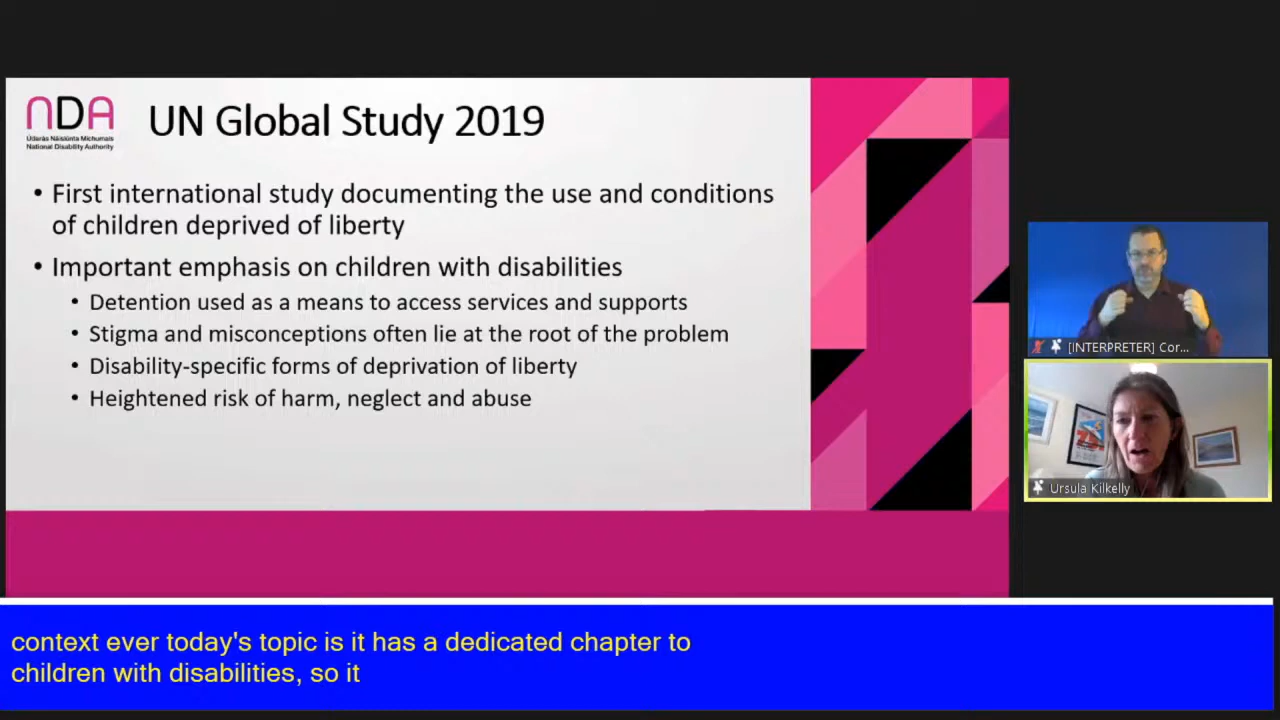 NDA
Údarás Náisiúnta Míchumais
National Disability Authority
UN Global Study 2019
• First international study documenting the use and conditions
of children deprived of liberty
• Important emphasis on children with disabilities
• Detention used as a means to access services and supports
• Stigma and misconceptions often lie at the root of the problem
• Disability-specific forms of deprivation of liberty
• Heightened risk of harm, neglect and abuse
[INTERPRETER] Cor...
Ursula Kilkelly
context ever today's topic is it has a dedicated chapter to
children with disabilities, so it